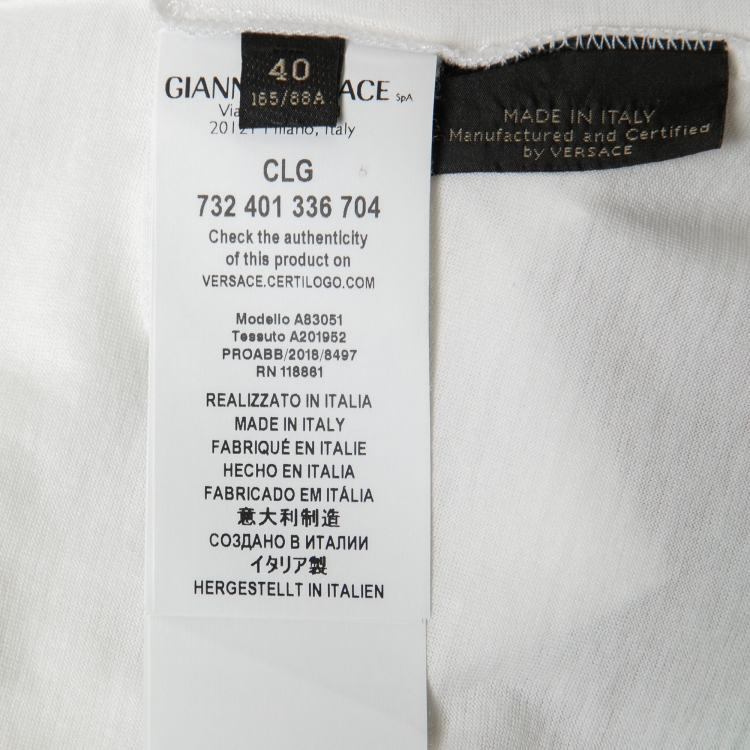 40
165/88A
GIANN ACE SpA
Via
Milano, Italy
CLG
732 401 336 704
Check the authenticity
of this product on
VERSACE.CERTILOGO.COM
Modello A83051
Tessuto A201952
PROABB/2018/8497
RN 118861
REALIZZATO IN ITALIA
MADE IN ITALY
FABRIQUÉ EN ITALIE
HECHO EN ITALIA
FABRICADO EM ITÁLIA
意大利制造
СОЗДАНО В ИТАЛИИ
イタリア製
HERGESTELLT IN ITALIEN
MADE IN ITALY
Manufactured and Certified
by VERSACE